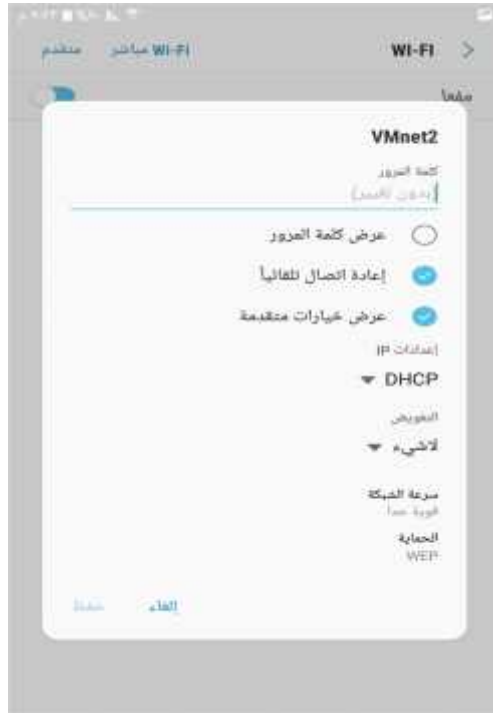 WI-FI
WI-FI مباشر
متقدم
مفعل
VMnet2
كلمة المرور
(بدون تغيير)
عرض كلمة المرور
إعادة اتصال تلقائياً
عرض خيارات متقدمة
إعدادات IP
DHCP
التفويض
لاشيء
سرعة الشبكة
قوية جداً
الحماية
WEP
إلغاء
حفظ